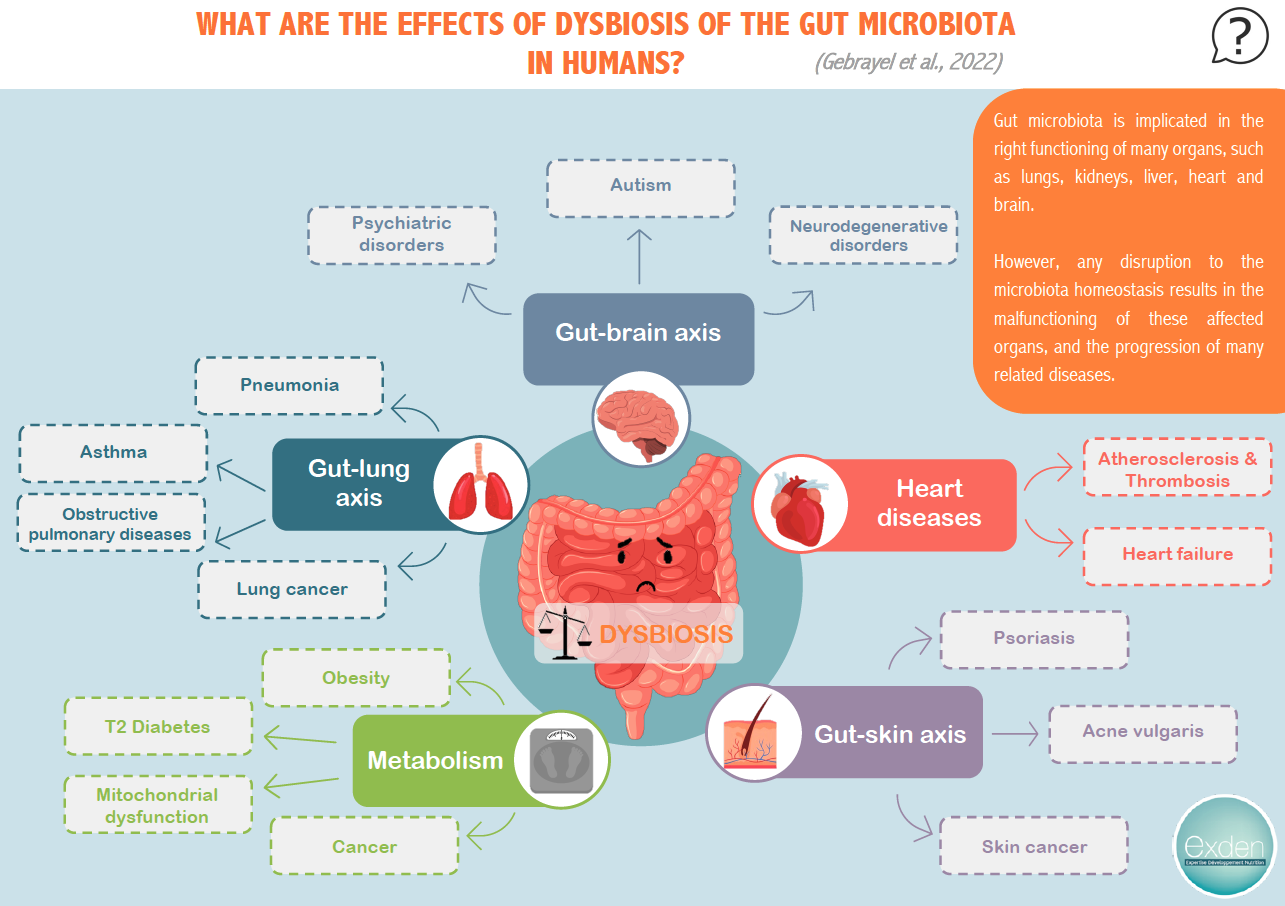 WHAT ARE THE EFFECTS OF DYSBIOSIS OF THE GUT MICROBIOTA
IN HUMANS?
(Gebrayel et al., 2022)
?
Gut microbiota is implicated in the
right functioning of many organs, such
as lungs, kidneys, liver, heart and
brain.
However, any disruption to the
microbiota homeostasis results in the
malfunctioning of these affected
organs, and the progression of many
related diseases.
Autism
Psychiatric
disorders
Neurodegenerative
disorders
Gut-brain axis
Pneumonia
Asthma
Obstructive
pulmonary diseases
Lung cancer
Gut-lung
axis
Heart
diseases
Atherosclerosis &
Thrombosis
Heart failure
DYSBIOSIS
Obesity
T2 Diabetes
Mitochondrial
dysfunction
Cancer
Metabolism
Gut-skin axis
Psoriasis
Acne vulgaris
Skin cancer
exden
Expertise Développement Nutrition